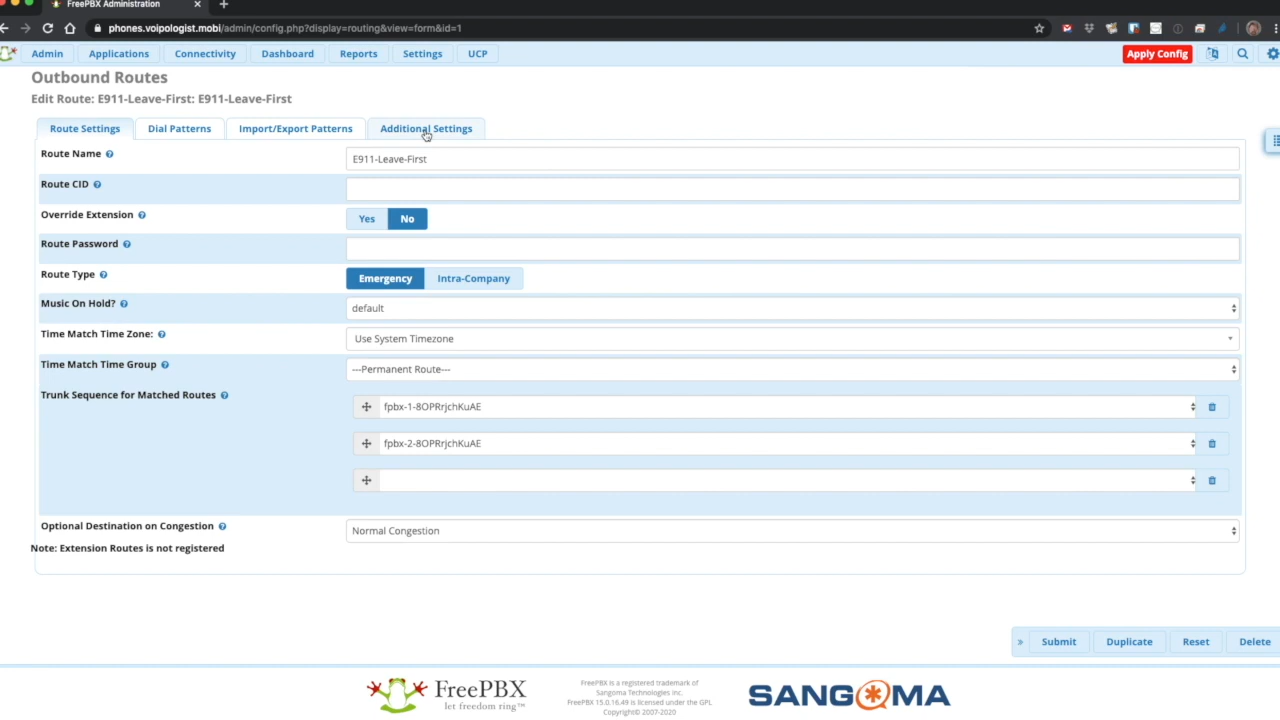 FreePBX Administration
phones.voipologist.mobi/admin/config.php?display=routing&view=form&id=1
Admin Applications Connectivity Dashboard Reports Settings UCP Apply Config
Outbound Routes
Edit Route: E911-Leave-First: E911-Leave-First
Route Settings Dial Patterns Import/Export Patterns Additional Settings
Route Name E911-Leave-First
Route CID
Override Extension Yes No
Route Password
Route Type Emergency Intra-Company
Music On Hold? default
Time Match Time Zone: Use System Timezone
Time Match Time Group ---Permanent Route---
Trunk Sequence for Matched Routes fpbx-1-8OPRrjchKuAE
fpbx-2-8OPRrjchKuAE
Optional Destination on Congestion Normal Congestion
Note: Extension Routes is not registered
» Submit Duplicate Reset Delete
FreePBX
let freedom ring™
FreePBX is a registered trademark of
Sangoma Technologies Inc.
FreePBX 15.0.16.49 is licensed under the GPL
Copyright© 2007-2020
SANGOMA